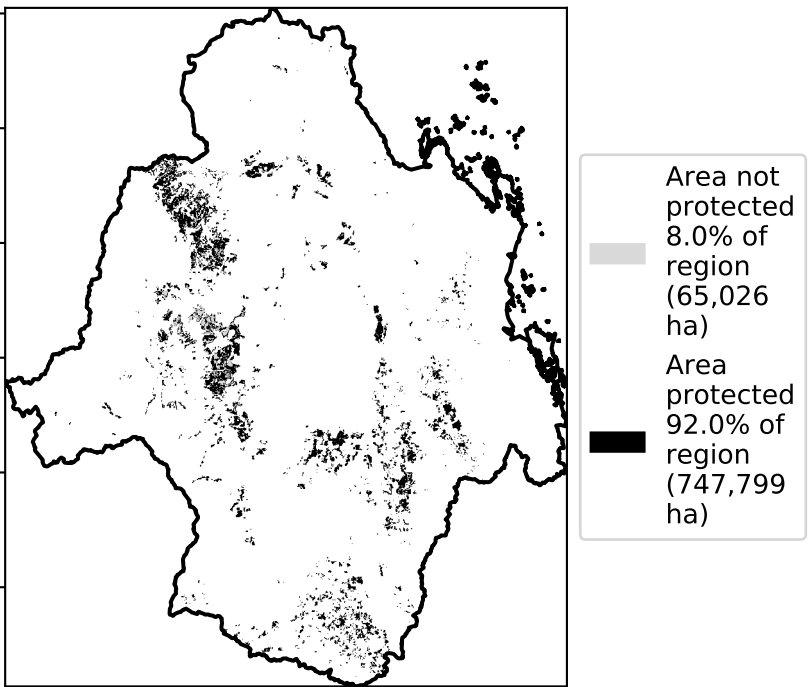 Area not
protected
8.0% of
region
(65,026
ha)
Area
protected
92.0% of
region
(747,799
ha)